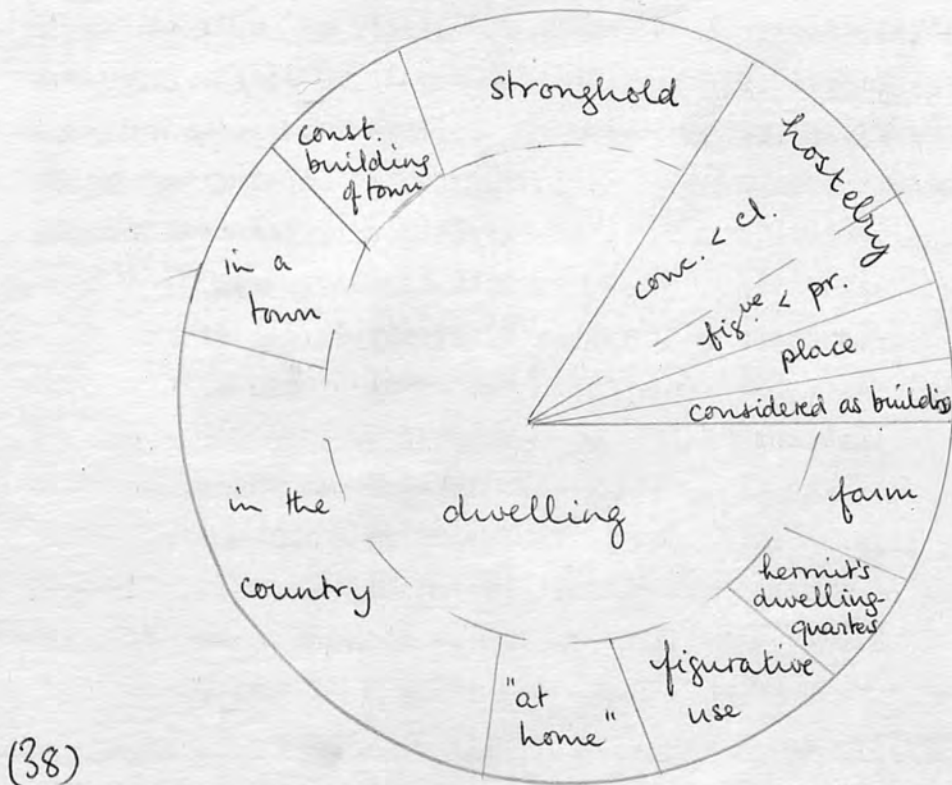 stronghold
const.
building
of town
in a
town
in the
country
dwelling
"at
home"
figurative
use
hermit's
dwelling-
quarters
farm
considered as building
place
fig.ve < pr.
conc. < cl.
hostelry
(38)